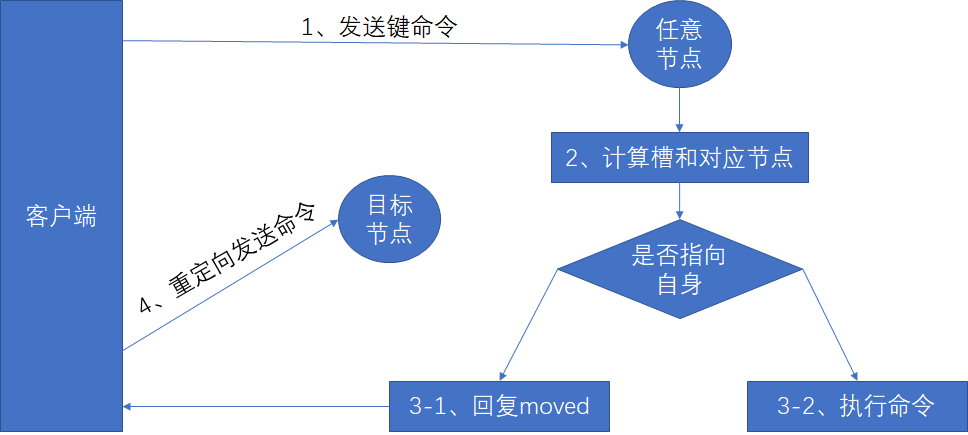 1、发送键命令
任意
节点
2、计算槽和对应节点
客户端
目标
节点
4、重定向发送命令
是否指向
自身
3-1、回复moved
3-2、执行命令